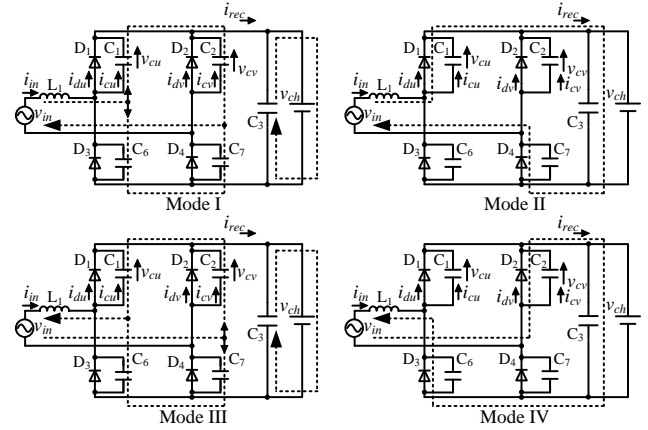 i_rec
i_rec
D1 C1 D2 C2
v_cu v_cv
i_in L1 i_du i_cu i_dv i_cv
v_in
v_ch
C3
D3 C6 D4 C7
Mode I
D1 C1 D2 C2
v_cu v_cv
i_in L1 i_du i_cu i_dv i_cv
v_in
v_ch
C3
D3 C6 D4 C7
Mode II
i_rec
i_rec
D1 C1 D2 C2
v_cu v_cv
i_in L1 i_du i_cu i_dv i_cv
v_in
v_ch
C3
D3 C6 D4 C7
Mode III
D1 C1 D2 C2
v_cu v_cv
i_in L1 i_du i_cu i_dv i_cv
v_in
v_ch
C3
D3 C6 D4 C7
Mode IV